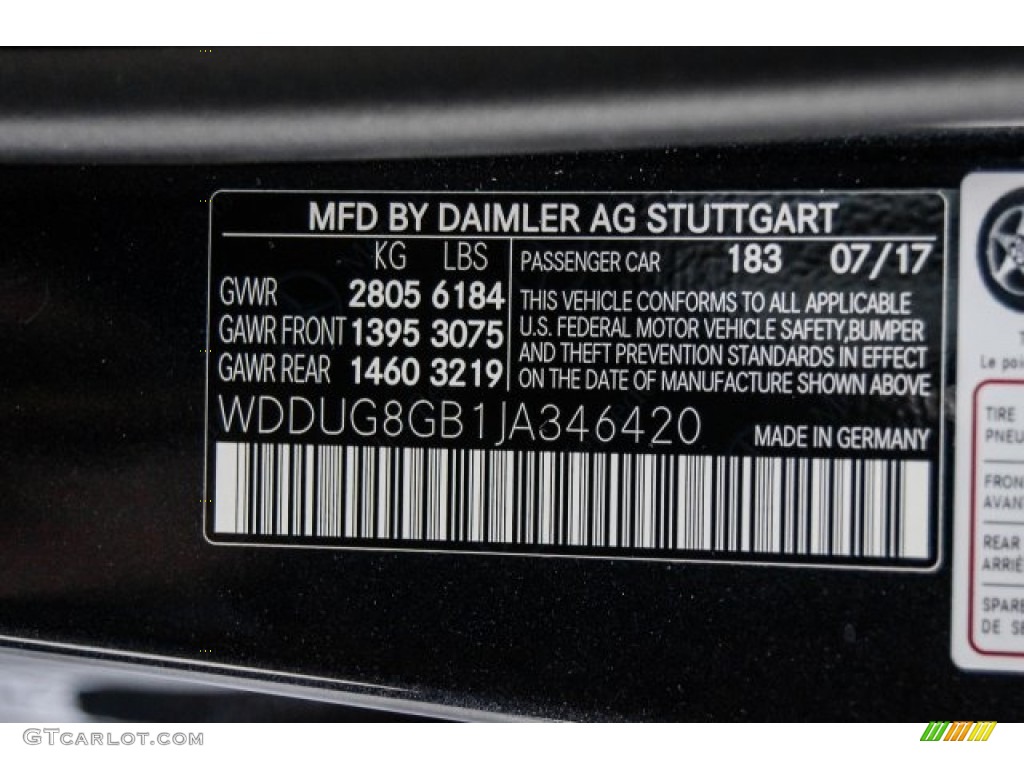 MFD BY DAIMLER AG STUTTGART
KG LBS
PASSENGER CAR 183 07/17
GVWR 2805 6184
GAWR FRONT 1395 3075
GAWR REAR 1460 3219
THIS VEHICLE CONFORMS TO ALL APPLICABLE
U.S. FEDERAL MOTOR VEHICLE SAFETY,BUMPER
AND THEFT PREVENTION STANDARDS IN EFFECT
ON THE DATE OF MANUFACTURE SHOWN ABOVE
WDDUG8GB1JA346420
MADE IN GERMANY
Le poi
TIRE
PNEU
FRON
AVAN
REAR
ARRIÈ
SPARE
DE SE
GTcarlot.com